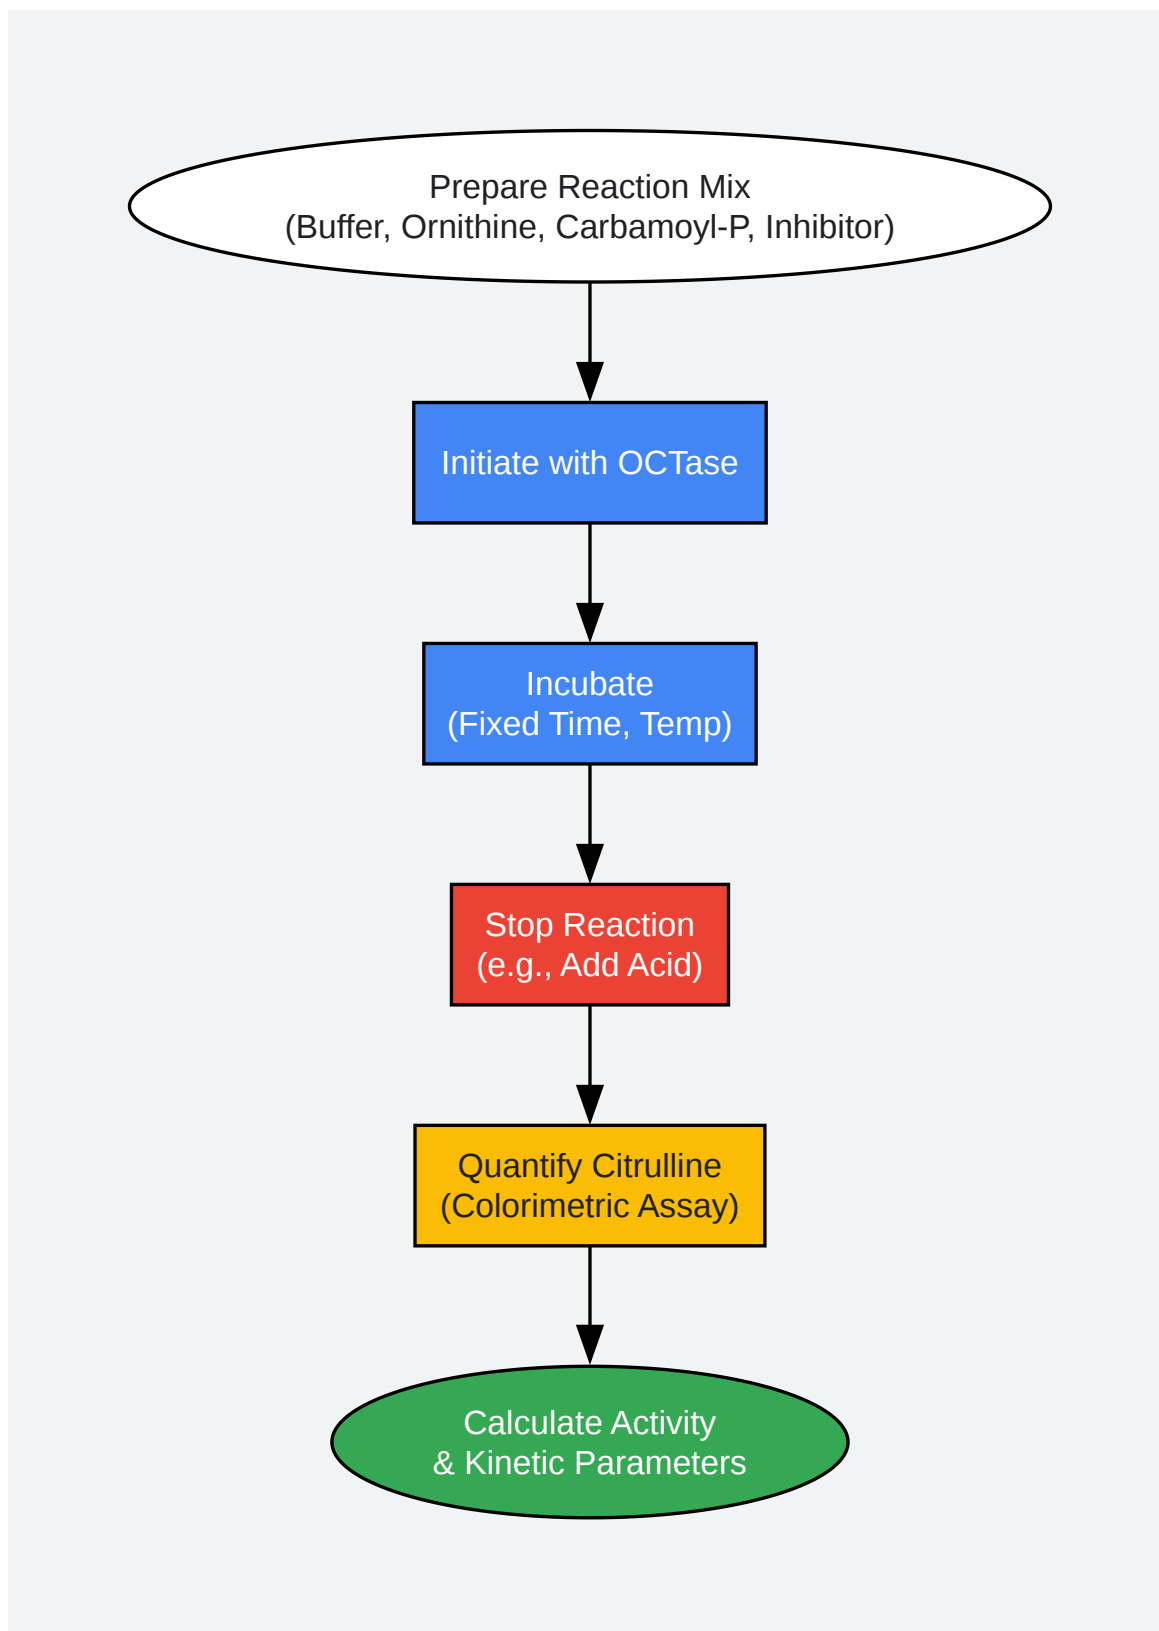 Prepare Reaction Mix
(Buffer, Ornithine, Carbamoyl-P, Inhibitor)
Initiate with OCTase
Incubate
(Fixed Time, Temp)
Stop Reaction
(e.g., Add Acid)
Quantify Citrulline
(Colorimetric Assay)
Calculate Activity
& Kinetic Parameters